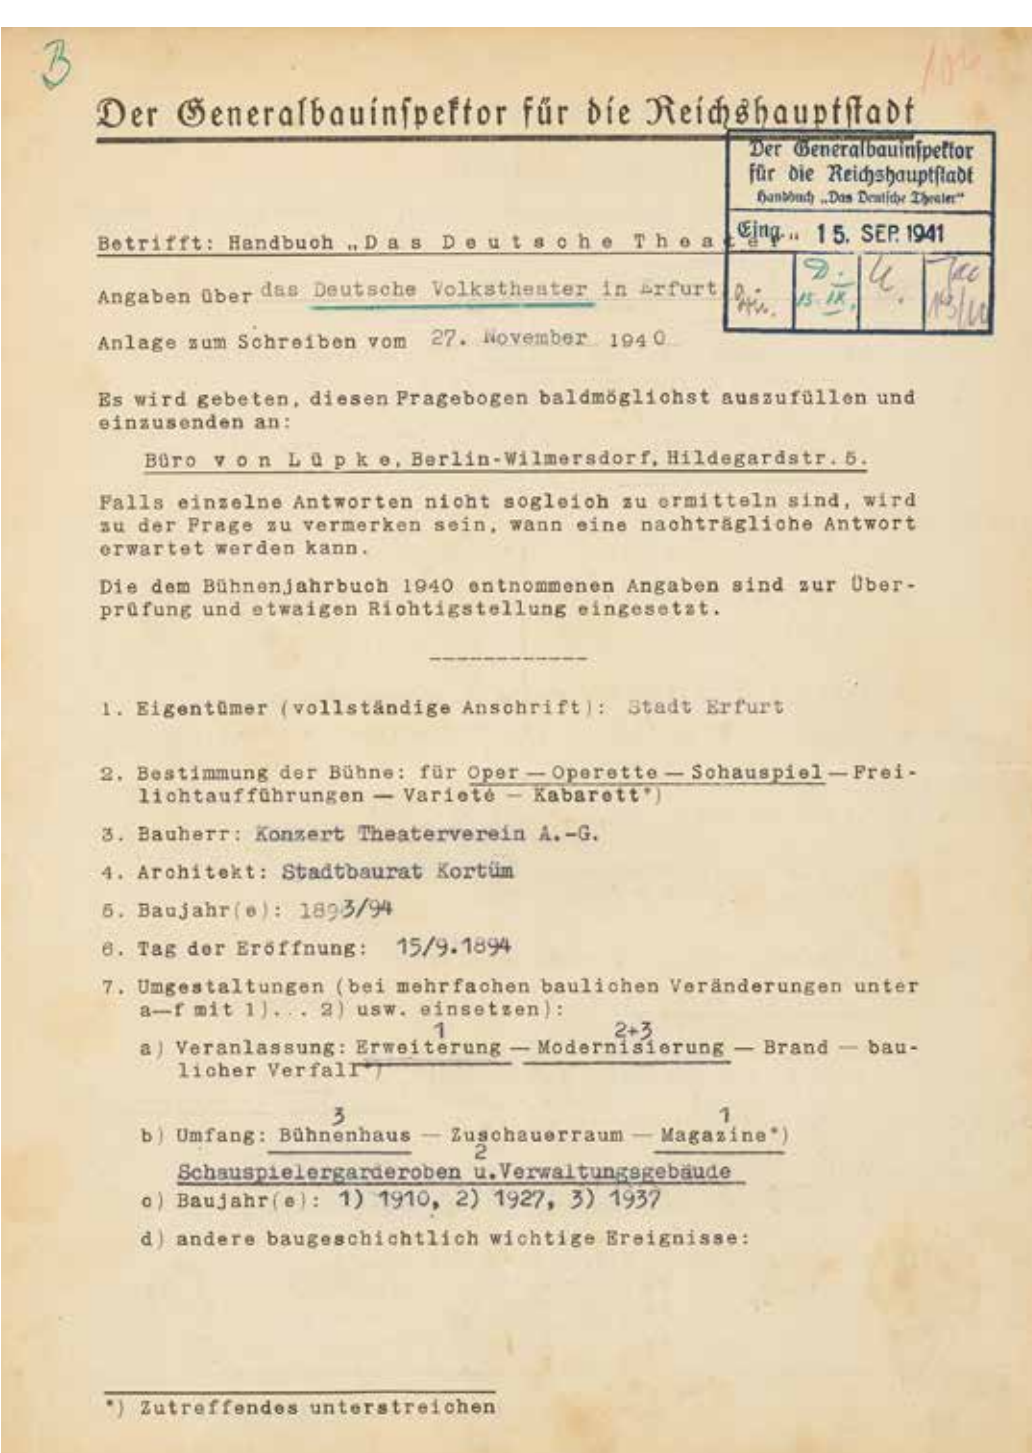 B
Der Generalbauinspektor für die Reichshauptstadt
Der Generalbauinspektor
für die Reichshauptstadt
Handbuch „Das Deutsche Theater"
Eing. 15. SEP. 1941
Betrifft: Handbuch „Das Deutsche Theater
Angaben über das Deutsche Volkstheater in Erfurt
15. IX.
Anlage zum Schreiben vom 27. November 1940
Es wird gebeten, diesen Fragebogen baldmöglichst auszufüllen und
einzusenden an:
Büro von Lüpke, Berlin-Wilmersdorf, Hildegardstr. 5.
Falls einzelne Antworten nicht sogleich zu ermitteln sind, wird
zu der Frage zu vermerken sein, wann eine nachträgliche Antwort
erwartet werden kann.
Die dem Bühnenjahrbuch 1940 entnommenen Angaben sind zur Über-
prüfung und etwaigen Richtigstellung eingesetzt.
1. Eigentümer (vollständige Anschrift): Stadt Erfurt
2. Bestimmung der Bühne: für Oper — Operette — Schauspiel — Frei-
lichtaufführungen — Varieté — Kabarett*)
3. Bauherr: Konzert Theaterverein A.-G.
4. Architekt: Stadtbaurat Kortüm
5. Baujahr(e): 1893/94
6. Tag der Eröffnung: 15/9.1894
7. Umgestaltungen (bei mehrfachen baulichen Veränderungen unter
a—f mit 1)... 2) usw. einsetzen):
1 2+3
a) Veranlassung: Erweiterung — Modernisierung — Brand — bau-
licher Verfall*)
3 1
b) Umfang: Bühnenhaus — Zuschauerraum — Magazine*)
2
Schauspielergarderoben u.Verwaltungsgebäude
c) Baujahr(e): 1) 1910, 2) 1927, 3) 1937
d) andere baugeschichtlich wichtige Ereignisse:
*) Zutreffendes unterstreichen